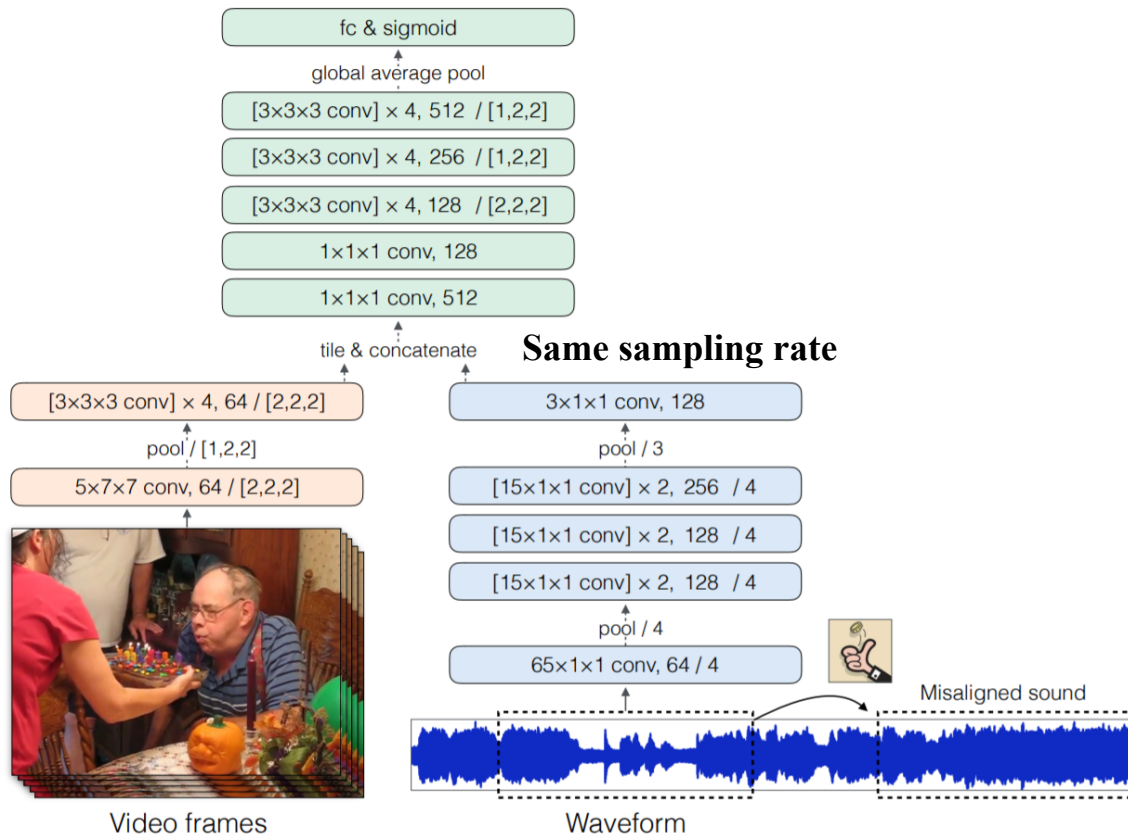 fc & sigmoid
global average pool
[3×3×3 conv] × 4, 512 / [1,2,2]
[3×3×3 conv] × 4, 256 / [1,2,2]
[3×3×3 conv] × 4, 128 / [2,2,2]
1×1×1 conv, 128
1×1×1 conv, 512
tile & concatenate
Same sampling rate
[3×3×3 conv] × 4, 64 / [2,2,2]
pool / [1,2,2]
5×7×7 conv, 64 / [2,2,2]
Video frames
3×1×1 conv, 128
pool / 3
[15×1×1 conv] × 2, 256 / 4
[15×1×1 conv] × 2, 128 / 4
[15×1×1 conv] × 2, 128 / 4
pool / 4
65×1×1 conv, 64 / 4
Misaligned sound
Waveform